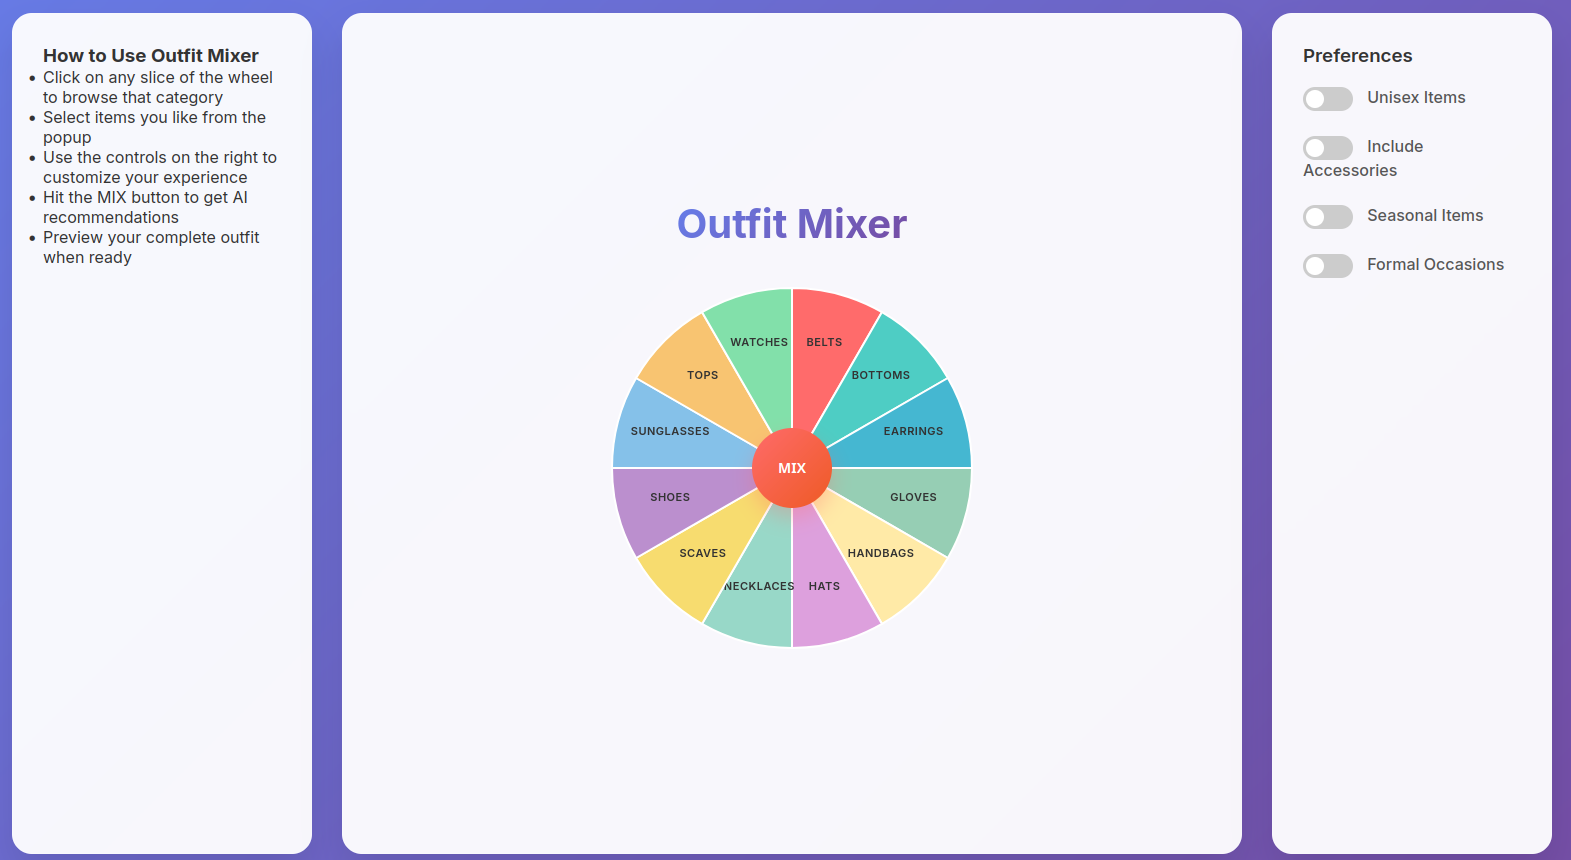 How to Use Outfit Mixer
• Click on any slice of the wheel
to browse that category
• Select items you like from the
popup
• Use the controls on the right to
customize your experience
• Hit the MIX button to get AI
recommendations
• Preview your complete outfit
when ready
Outfit Mixer
WATCHES
BELTS
TOPS
BOTTOMS
SUNGLASSES
EARRINGS
MIX
SHOES
GLOVES
SCAVES
HANDBAGS
NECKLACES
HATS
Preferences
Unisex Items
Include
Accessories
Seasonal Items
Formal Occasions